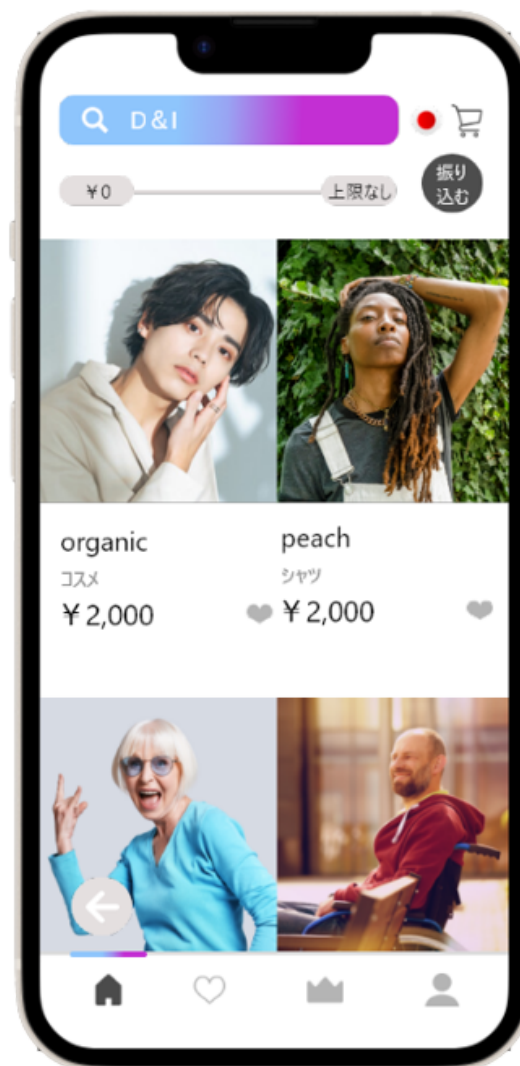 D&I
¥0
上限なし
振り
込む
organic
コスメ
¥2,000
peach
シャツ
¥2,000